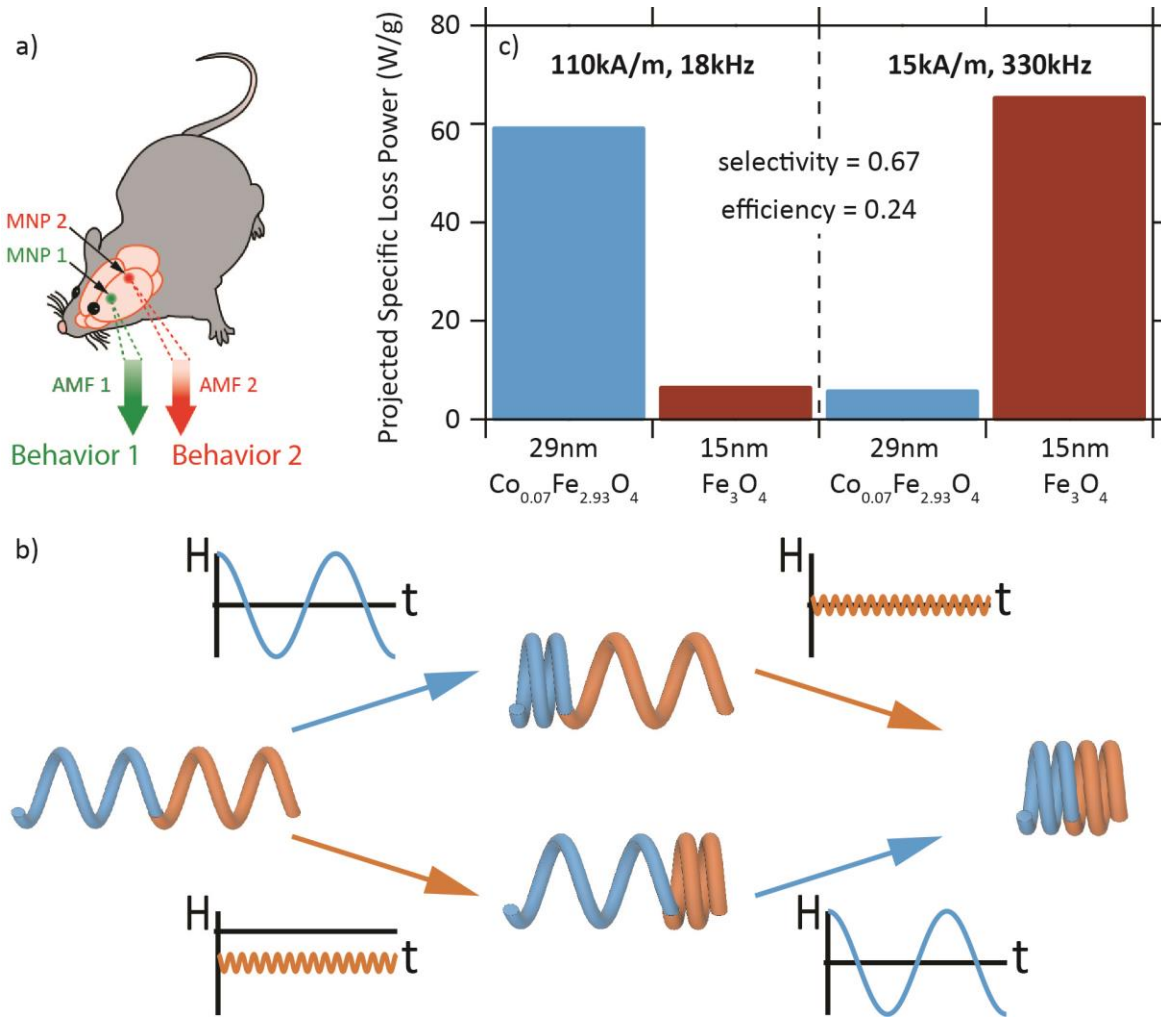 a)
MNP 2
MNP 1
AMF 1
AMF 2
Behavior 1
Behavior 2
c)
Projected Specific Loss Power (W/g)
80
60
40
20
0
110kA/m, 18kHz
15kA/m, 330kHz
selectivity = 0.67
efficiency = 0.24
29nm
Co0.07Fe2.93O4
15nm
Fe3O4
29nm
Co0.07Fe2.93O4
15nm
Fe3O4
b)
H
t
H
t
H
t
H
t